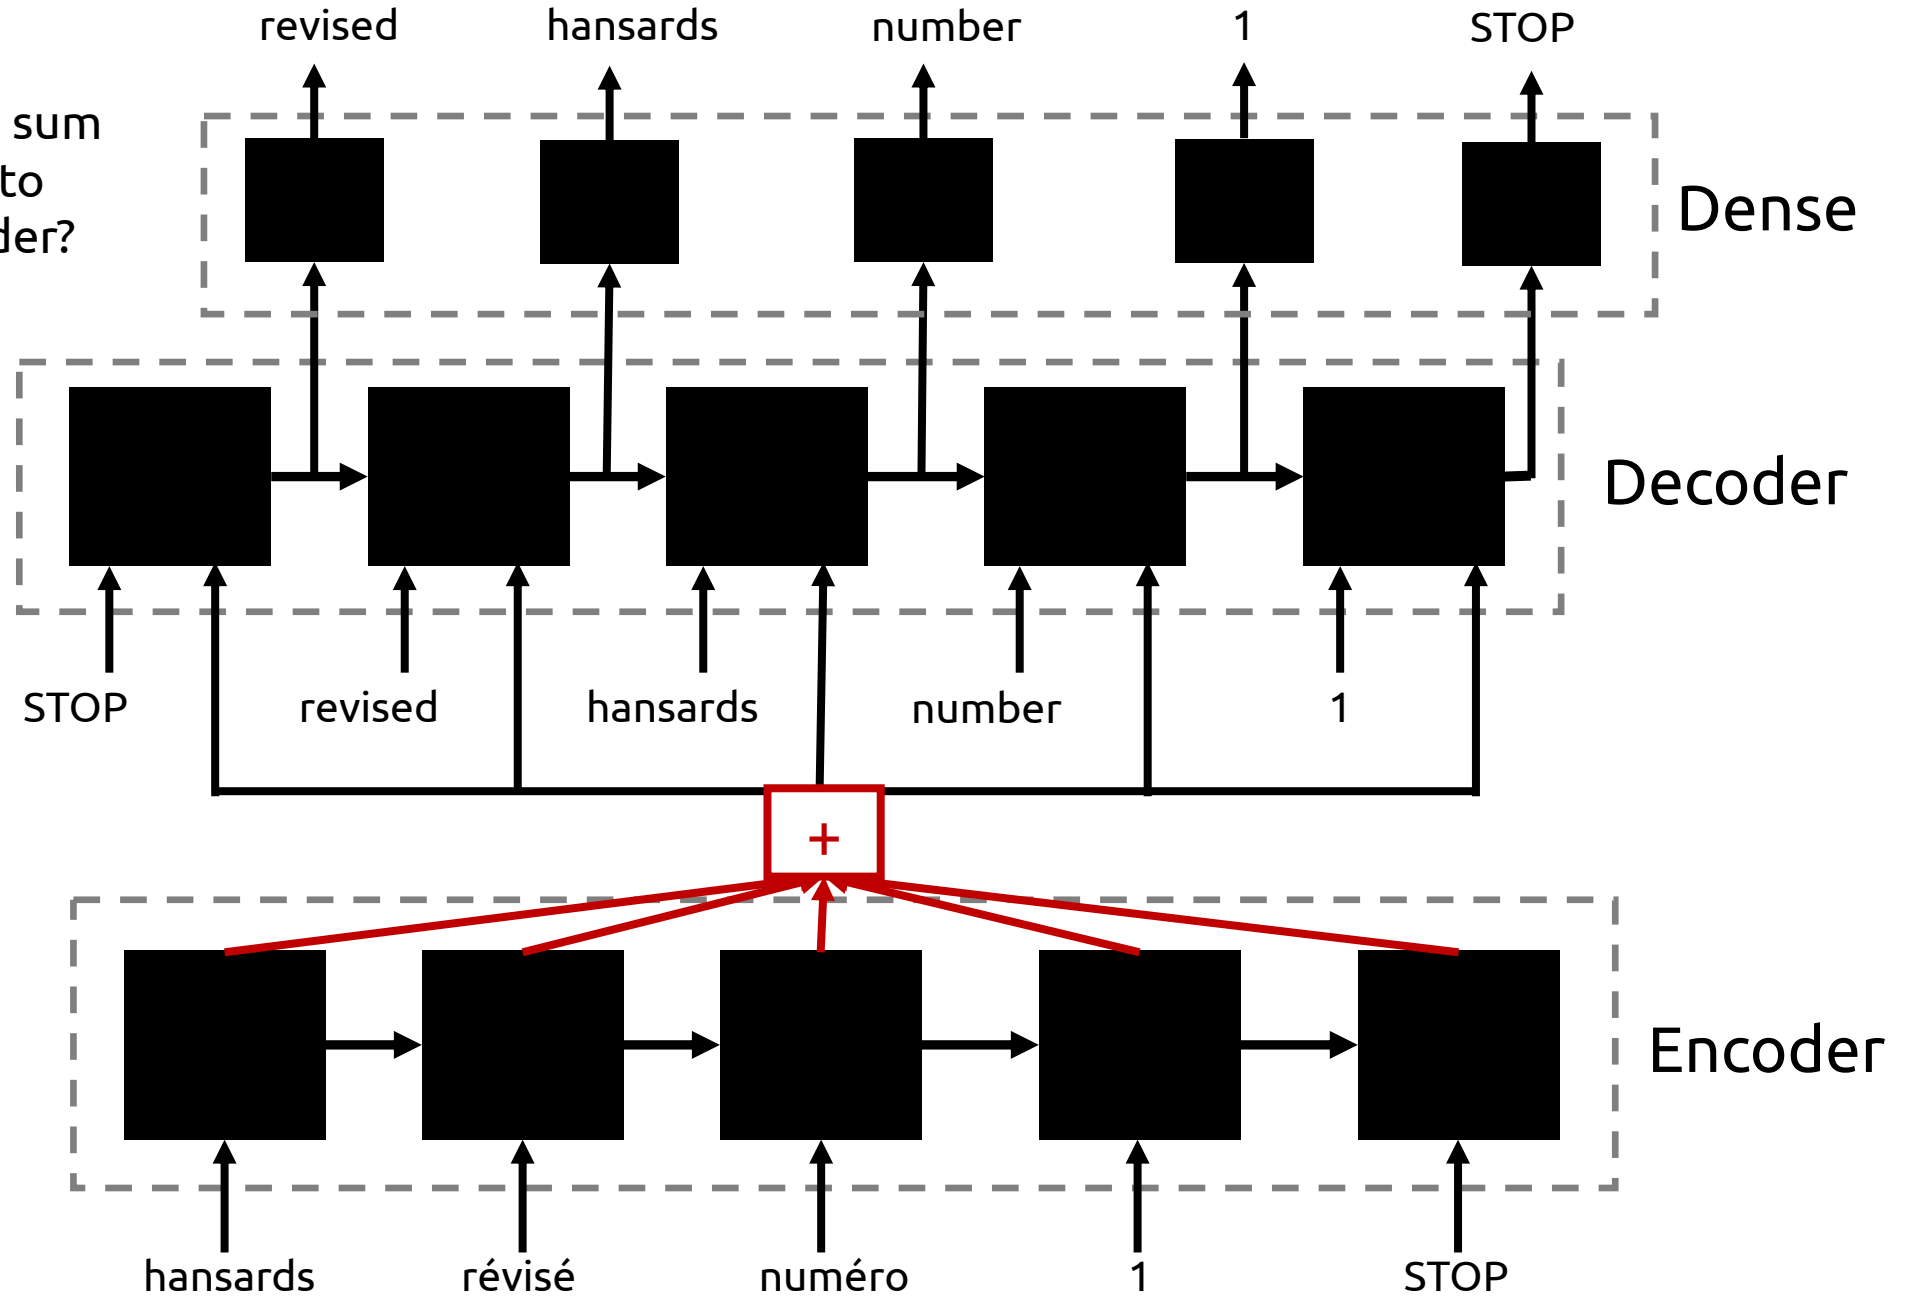 revised hansards number 1 STOP
sum
to
der?
Dense
Decoder
STOP revised hansards number 1
+
Encoder
hansards révisé numéro 1 STOP